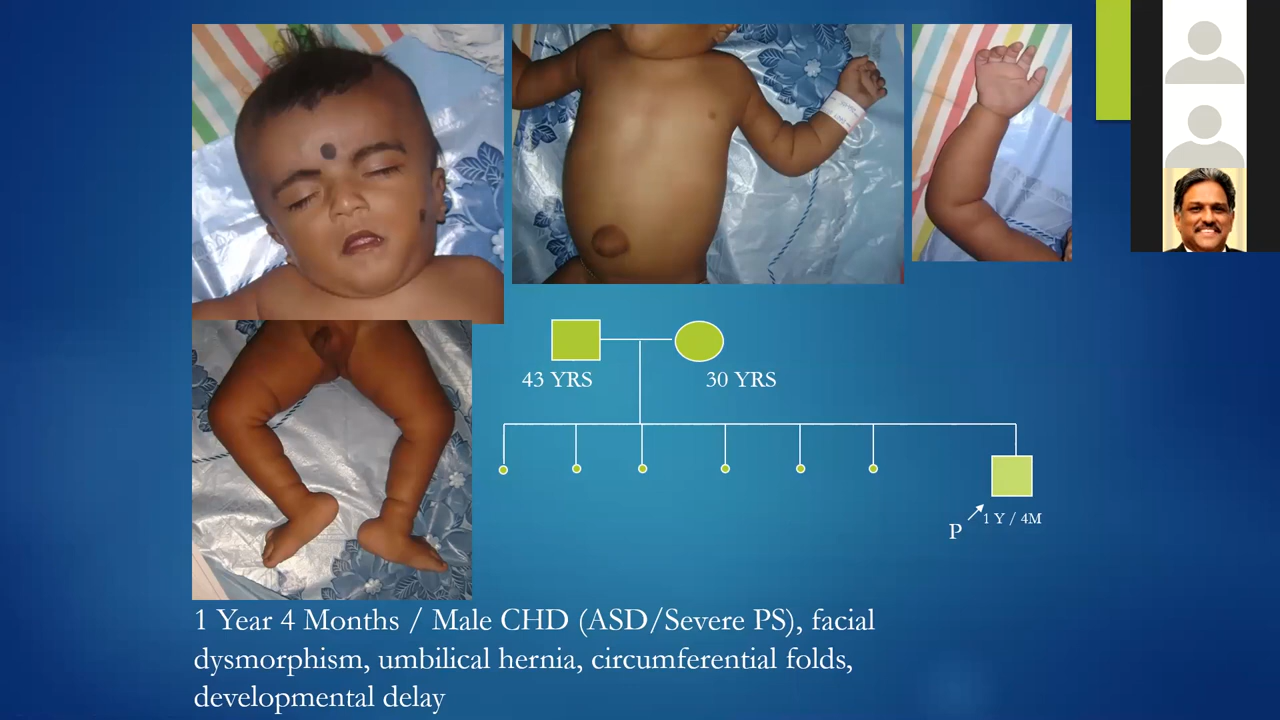 43 YRS
30 YRS
P
1 Y / 4M
1 Year 4 Months / Male CHD (ASD/Severe PS), facial
dysmorphism, umbilical hernia, circumferential folds,
developmental delay